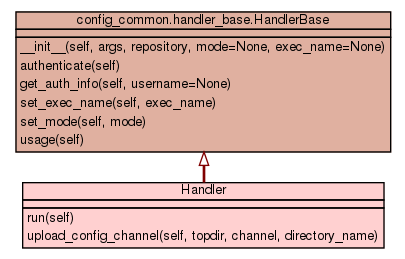 config_common.handler_base.HandlerBase
__init__(self, args, repository, mode=None, exec_name=None)
authenticate(self)
get_auth_info(self, username=None)
set_exec_name(self, exec_name)
set_mode(self, mode)
usage(self)
Handler
run(self)
upload_config_channel(self, topdir, channel, directory_name)